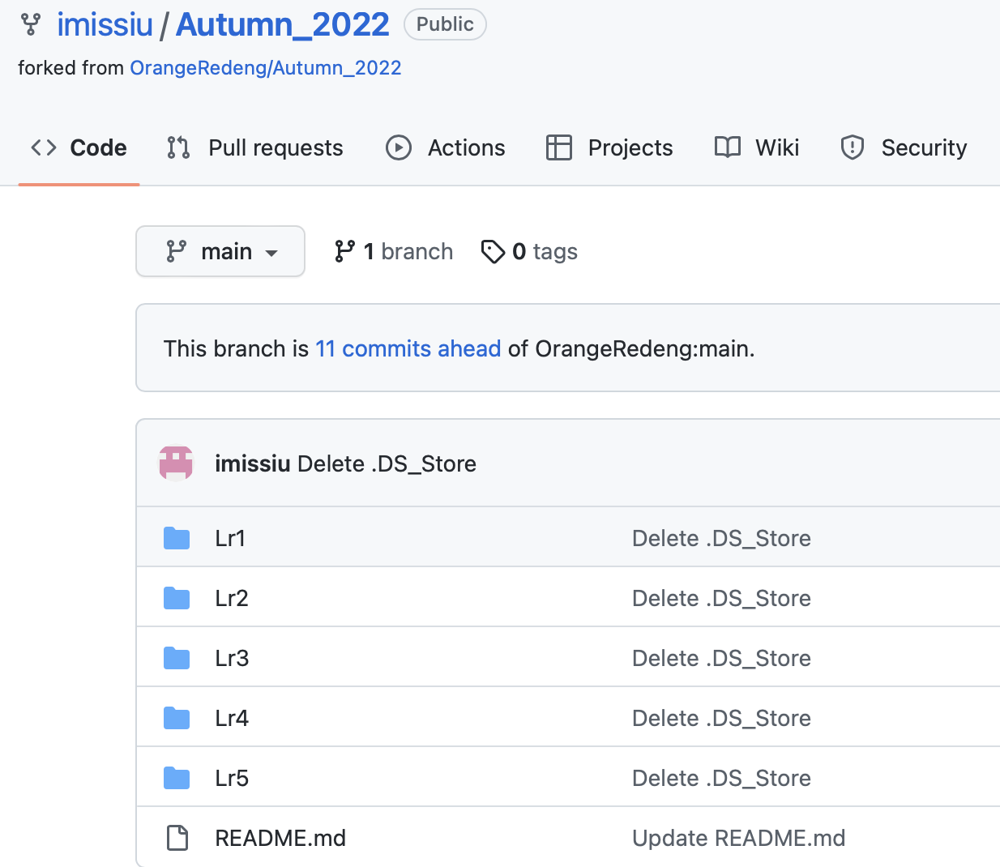 imissiu / Autumn_2022 Public
forked from OrangeRedeng/Autumn_2022
Code Pull requests Actions Projects Wiki Security
main 1 branch 0 tags
This branch is 11 commits ahead of OrangeRedeng:main.
imissiu Delete .DS_Store
Lr1 Delete .DS_Store
Lr2 Delete .DS_Store
Lr3 Delete .DS_Store
Lr4 Delete .DS_Store
Lr5 Delete .DS_Store
README.md Update README.md